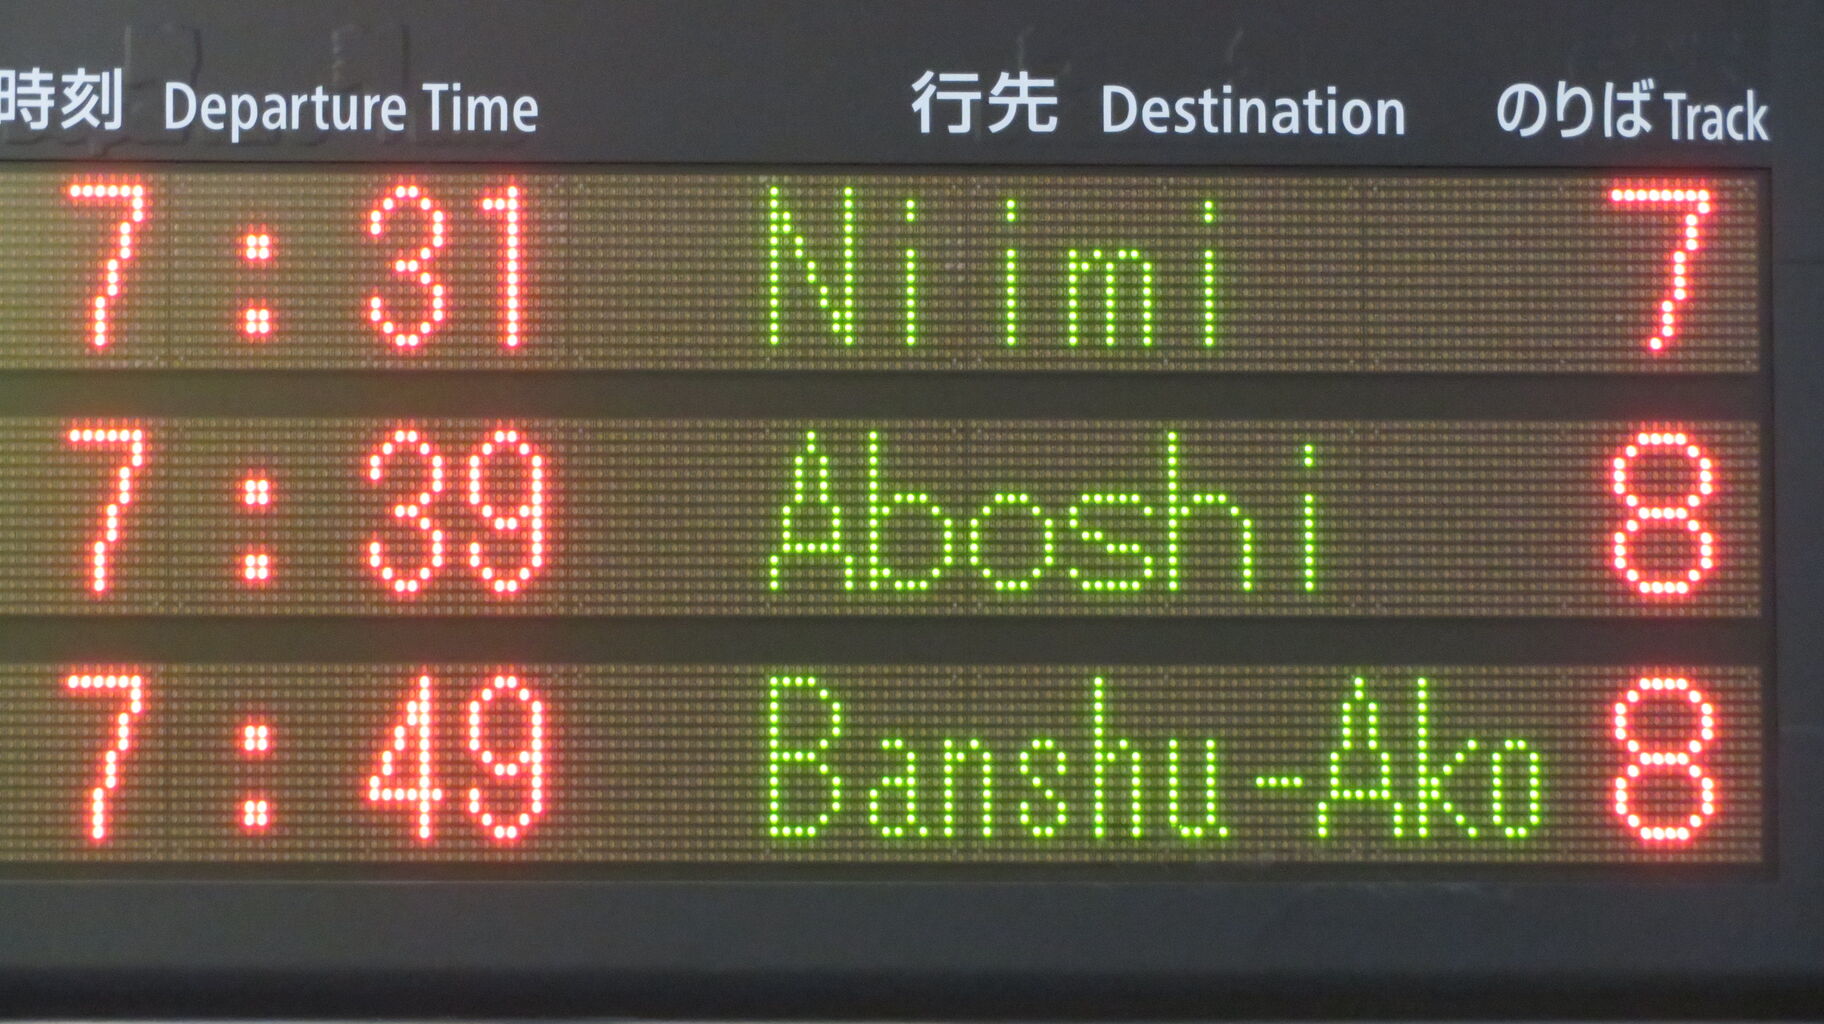 時刻 Departure Time 行先 Destination のりば Track
7:31 Niimi 7
7:39 Aboshi 8
7:49 Banshu-Ako 8